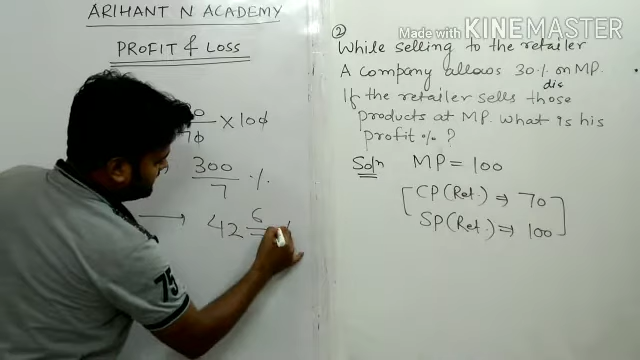 ARIHANT N ACADEMY
PROFIT & LOSS
0/70 × 100
300/7 %
→ 42 6/
②
While selling to the retailer
A company allows 30% dis on MP.
If the retailer sells those
products at MP. What is his
profit % ?
Soln MP = 100
CP (Ret.) ⇒ 70
SP (Ret.) ⇒ 100
Made with KINEMASTER
75